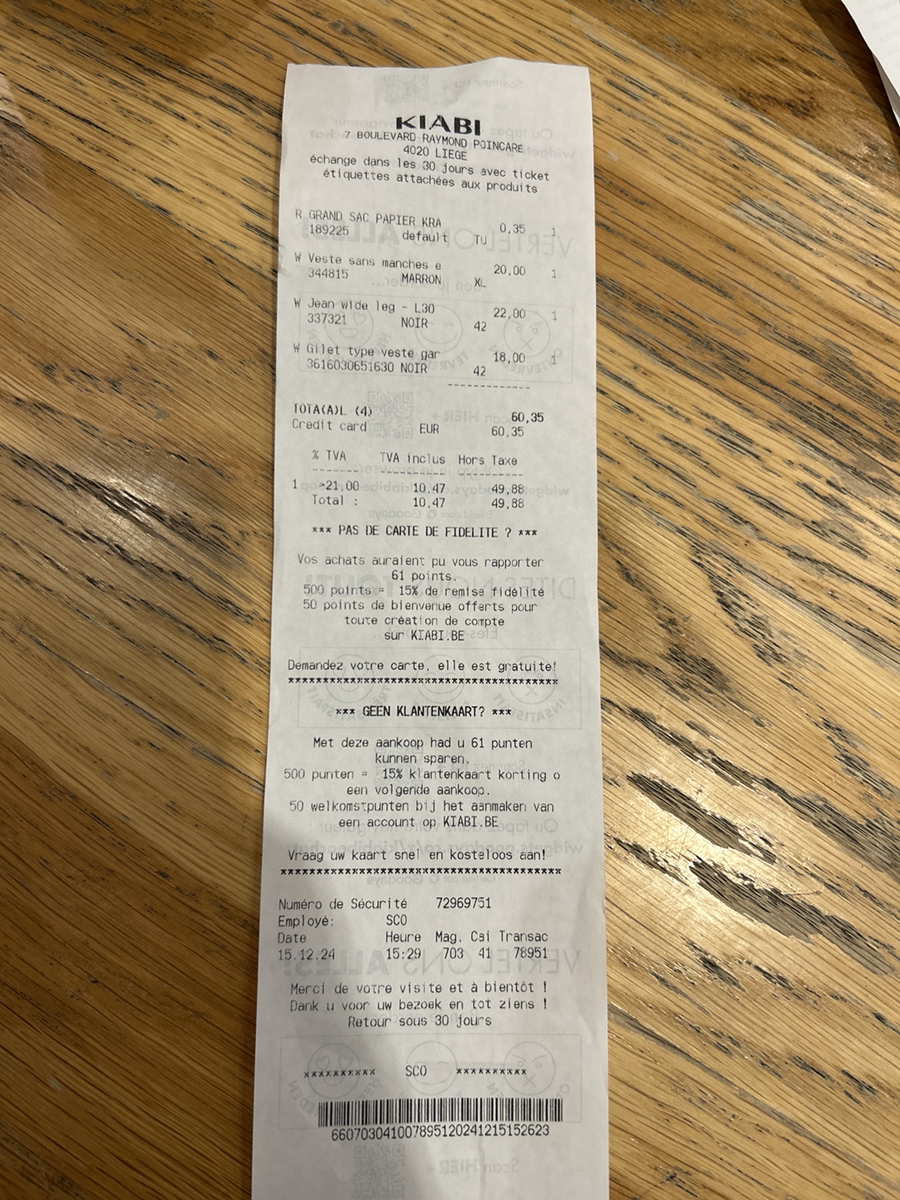 KIABI
7 BOULEVARD RAYMOND POINCARE
4020 LIEGE
échange dans les 30 jours avec ticket
étiquettes attachées aux produits
R GRAND SAC PAPIER KRA 0,35 1
189225 default TU
W Veste sans manches e 20,00 1
344815 MARRON XL
W Jean wide leg - L30 22,00 1
337321 NOIR 42
W Gilet type veste gar 18,00 1
3616030651630 NOIR 42
------------
TOTA(A)L (4) 60,35
Credit card EUR 60,35
% TVA TVA inclus Hors Taxe
1 >21,00 10,47 49,88
Total : 10,47 49,88
*** PAS DE CARTE DE FIDELITE ? ***
Vos achats auraient pu vous rapporter
61 points.
500 points = 15% de remise fidélité
50 points de bienvenue offerts pour
toute création de compte
sur KIABI.BE
Demandez votre carte, elle est gratuite!
****************************************
*** GEEN KLANTENKAART? ***
Met deze aankoop had u 61 punten
kunnen sparen.
500 punten = 15% klantenkaart korting o
een volgende aankoop.
50 welkomstpunten bij het aanmaken van
een account op KIABI.BE
Vraag uw kaart snel en kosteloos aan!
****************************************
Numéro de Sécurité 72969751
Employé: SCO
Date Heure Mag. Cai Transac
15.12.24 15:29 703 41 78951
Merci de votre visite et à bientôt !
Dank u voor uw bezoek en tot ziens !
Retour sous 30 jours
********** SCO **********
660703041007895120241215152623